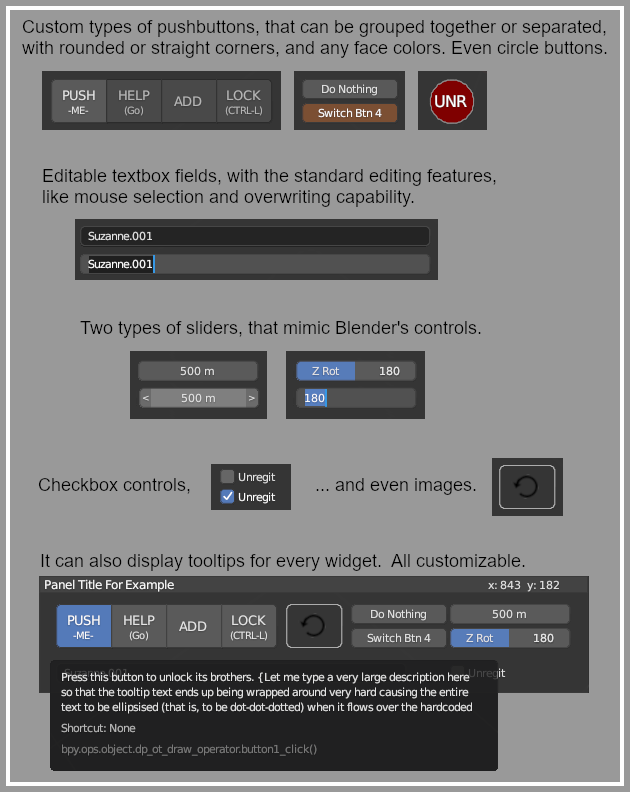 Custom types of pushbuttons, that can be grouped together or separated,
with rounded or straight corners, and any face colors. Even circle buttons.
PUSH HELP ADD LOCK
-ME- (Go) (CTRL-L)
Do Nothing
Switch Btn 4
UNR
Editable textbox fields, with the standard editing features,
like mouse selection and overwriting capability.
Suzanne.001
Suzanne.001
Two types of sliders, that mimic Blender's controls.
500 m
< 500 m >
Z Rot 180
180
Checkbox controls,
Unregit
Unregit
... and even images.
It can also display tooltips for every widget.  All customizable.
Panel Title For Example x: 843 y: 182
PUSH HELP ADD LOCK
-ME- (Go) (CTRL-L)
Do Nothing 500 m
Switch Btn 4 Z Rot 180
Suzanne.001 Unregit
Press this button to unlock its brothers. {Let me type a very large description here
so that the tooltip text ends up being wrapped around very hard causing the entire
text to be ellipsised (that is, to be dot-dot-dotted) when it flows over the hardcoded
Shortcut: None
bpy.ops.object.dp_ot_draw_operator.button1_click()